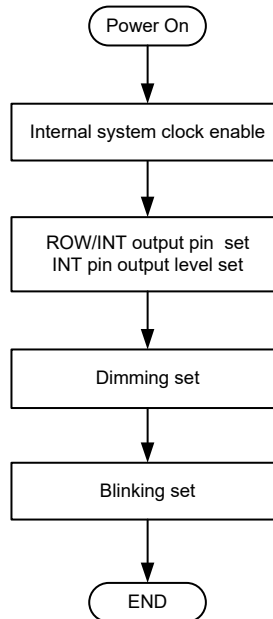 Power On
Internal system clock enable
ROW/INT output pin set
INT pin output level set
Dimming set
Blinking set
END